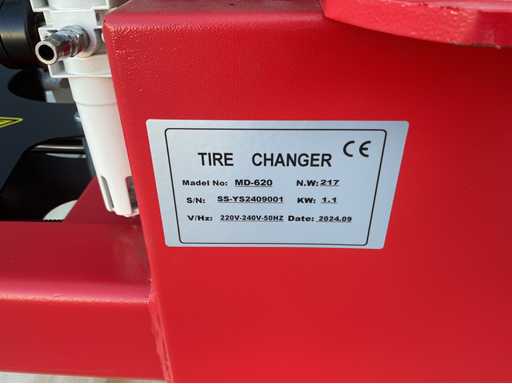 TIRE CHANGER CE
Madel No: MD-620 N.W: 217
S/N: SS-YS2409001 KW: 1.1
V/Hz: 220V-240V-50HZ Date: 2024.09